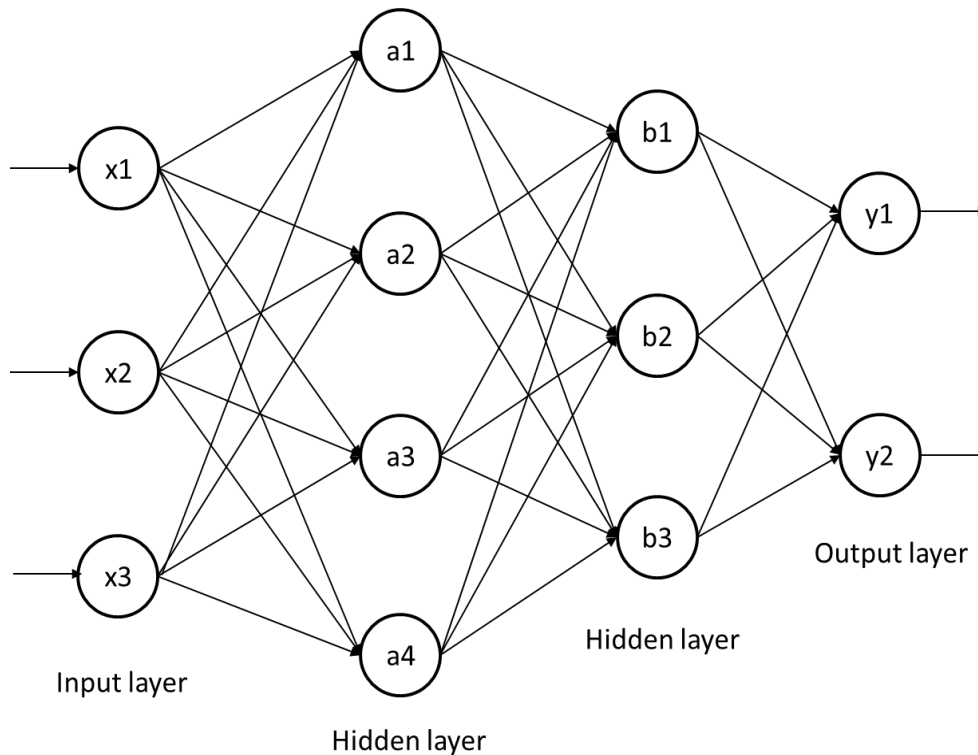 a1
b1
x1
y1
a2
b2
x2
a3
y2
b3
x3
Output layer
Hidden layer
a4
Input layer
Hidden layer